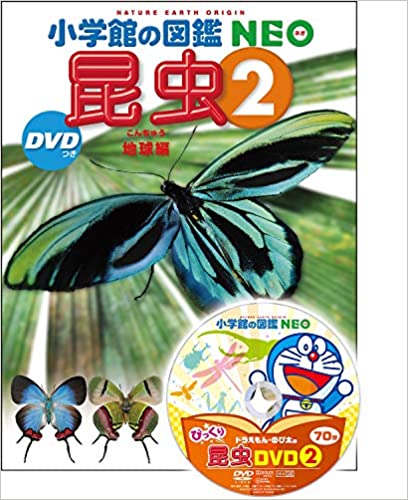 NATURE EARTH ORIGIN
小学館の図鑑 NEO
ネオ
昆虫2
こんちゅう
DVD
つき
地球編
小学館の図鑑 NEO
びっくり
ドラえもん・のび太の
70分
昆虫DVD2